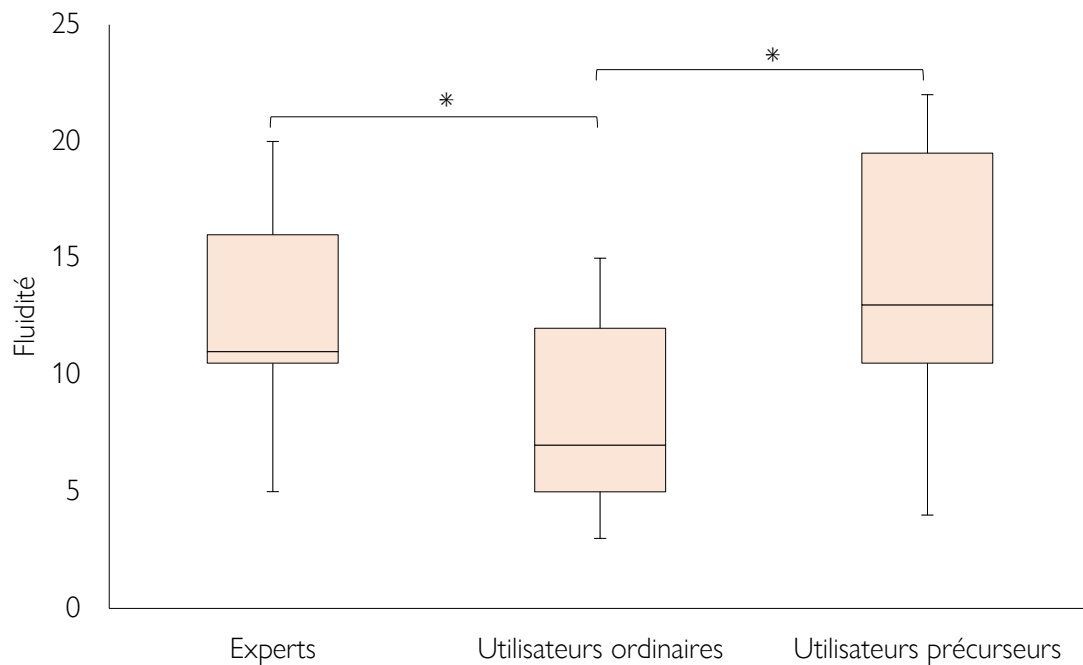 25
*
*
20
15
Fluidité
10
5
0
Experts
Utilisateurs ordinaires
Utilisateurs précurseurs